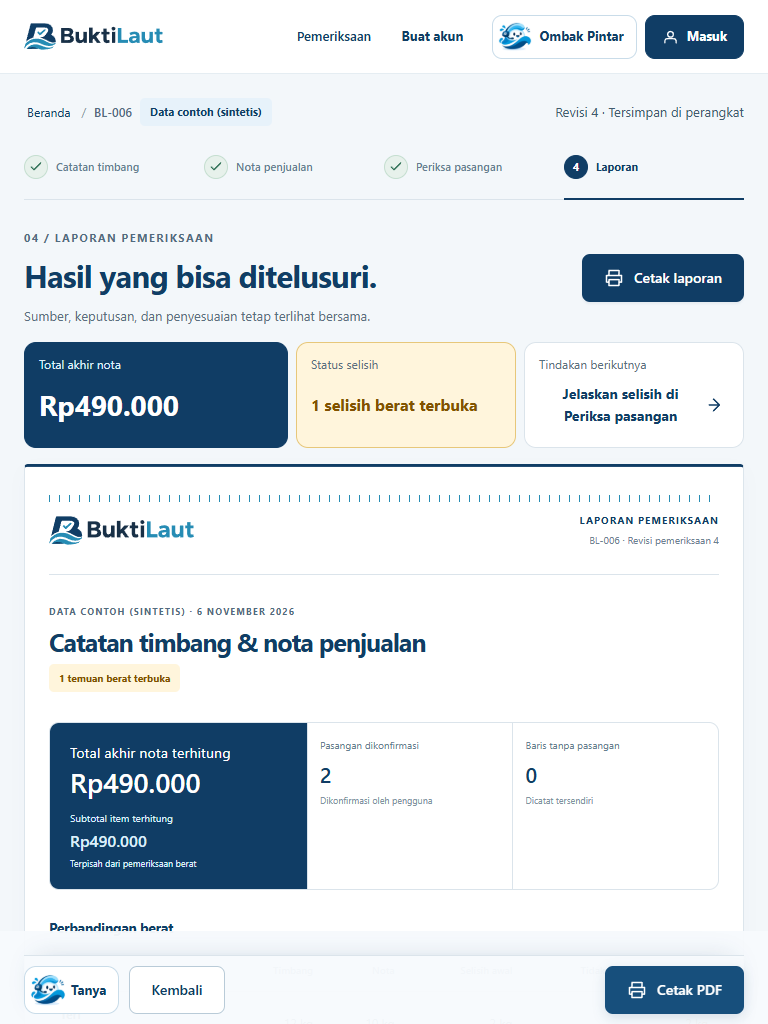 BuktiLaut
Pemeriksaan
Buat akun
Ombak Pintar
Masuk
Beranda / BL-006
Data contoh (sintetis)
Revisi 4 · Tersimpan di perangkat
Catatan timbang
Nota penjualan
Periksa pasangan
4 Laporan
04 / LAPORAN PEMERIKSAAN
Hasil yang bisa ditelusuri.
Cetak laporan
Sumber, keputusan, dan penyesuaian tetap terlihat bersama.
Total akhir nota
Rp490.000
Status selisih
1 selisih berat terbuka
Tindakan berikutnya
Jelaskan selisih di
Periksa pasangan
BuktiLaut
LAPORAN PEMERIKSAAN
BL-006 · Revisi pemeriksaan 4
DATA CONTOH (SINTETIS) · 6 NOVEMBER 2026
Catatan timbang & nota penjualan
1 temuan berat terbuka
Total akhir nota terhitung
Rp490.000
Subtotal item terhitung
Rp490.000
Terpisah dari pemeriksaan berat
Pasangan dikonfirmasi
2
Dikonfirmasi oleh pengguna
Baris tanpa pasangan
0
Dicatat tersendiri
Perbandingan berat
Tanya
Kembali
Cetak PDF